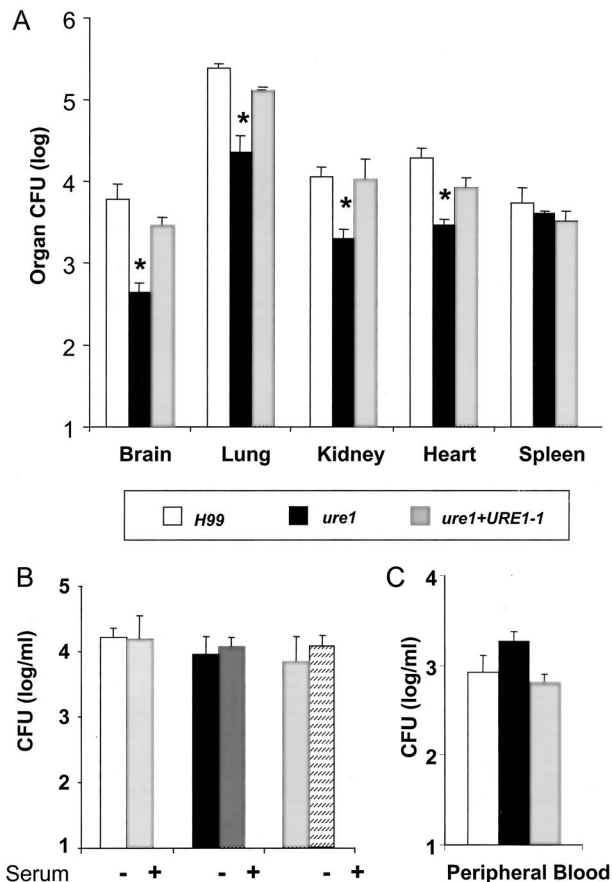 A
6
5
4
3
2
1
Organ CFU (log)
*
*
*
*
Brain Lung Kidney Heart Spleen
H99 ure1 ure1+URE1-1
B
5
4
3
2
1
CFU (log/ml)
Serum - + - + - +
C
4
3
2
1
CFU (log/ml)
Peripheral Blood